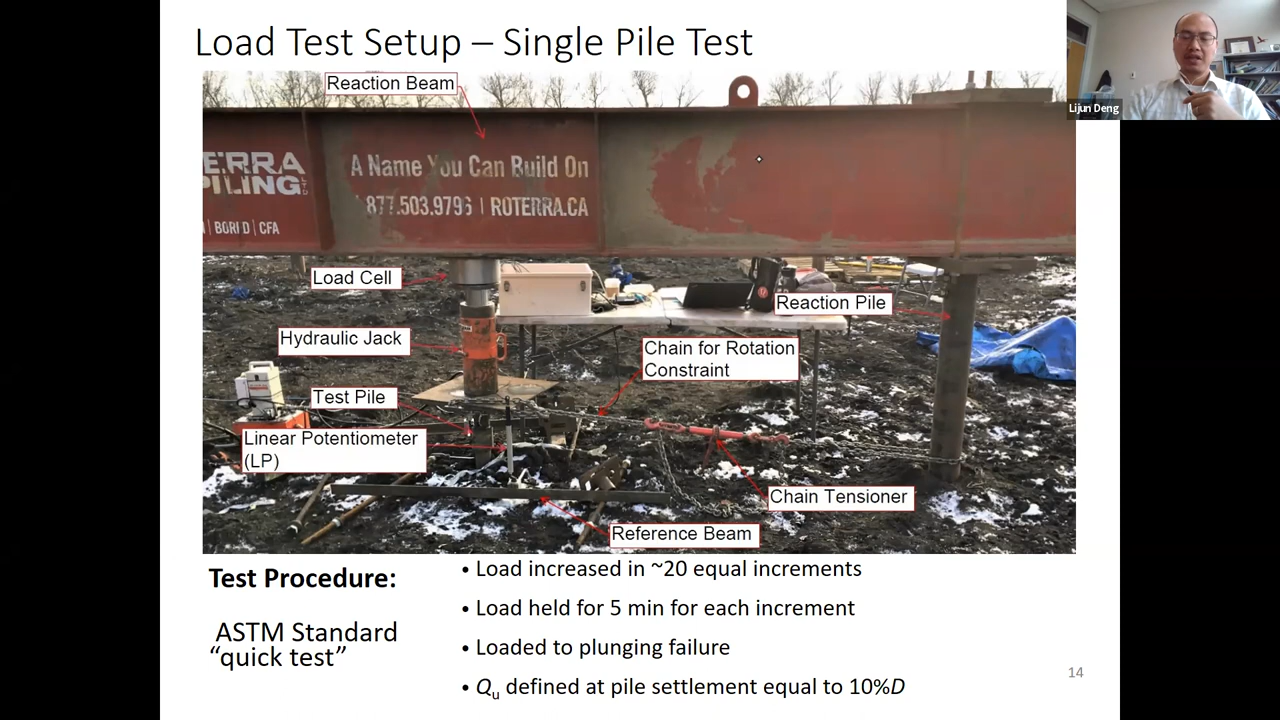 Load Test Setup – Single Pile Test
Lijun Deng
Reaction Beam
ERRA
PILING
A Name You Can Build On
877.503.9796 | ROTERRA.CA
| BORED | CFA
Load Cell
Reaction Pile
Hydraulic Jack
Chain for Rotation
Constraint
Test Pile
Linear Potentiometer
(LP)
Chain Tensioner
Reference Beam
Test Procedure:
ASTM Standard
“quick test”
• Load increased in ~20 equal increments
• Load held for 5 min for each increment
• Loaded to plunging failure
• Qu defined at pile settlement equal to 10%D
14